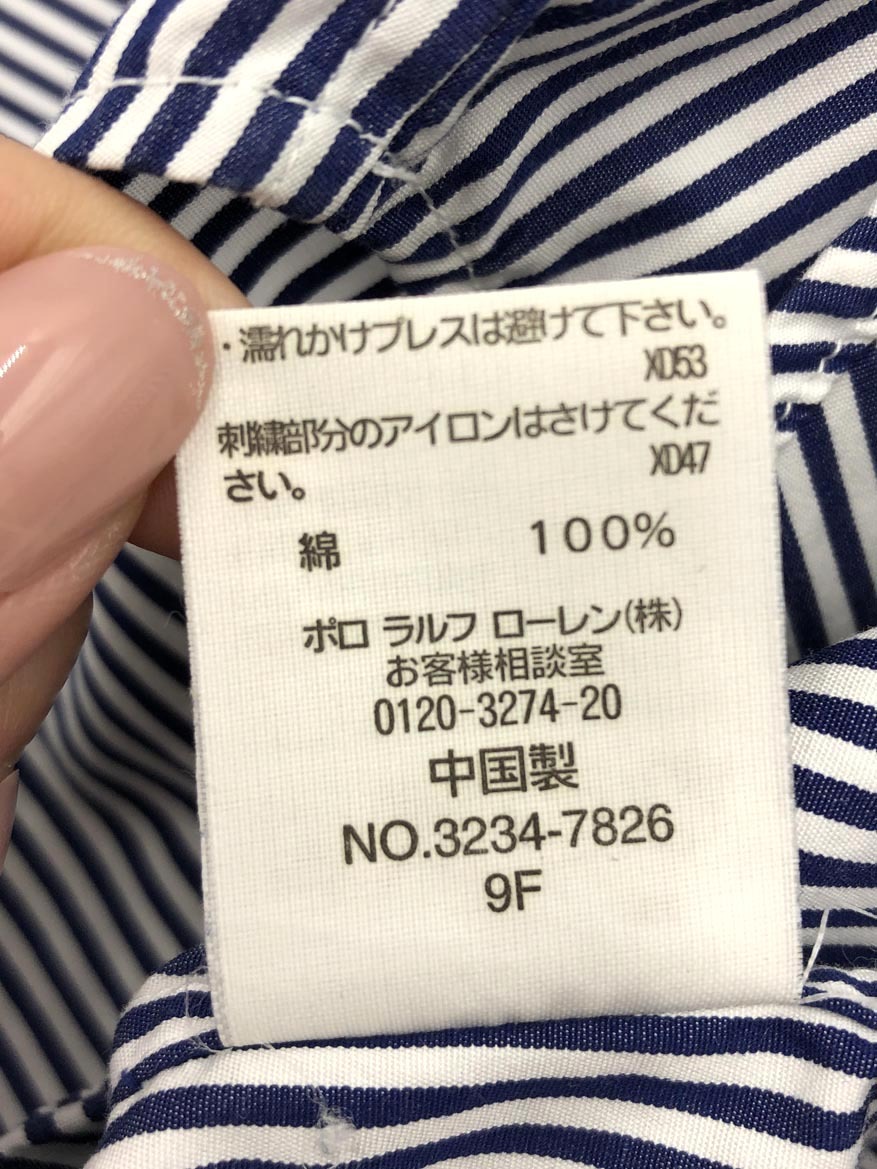 ・濡れかけプレスは避けて下さい。
XD53
刺繍部分のアイロンはさけてくだ
さい。 XD47
綿 100%
ポロ ラルフ ローレン(株)
お客様相談室
0120-3274-20
中国製
NO.3234-7826
9F